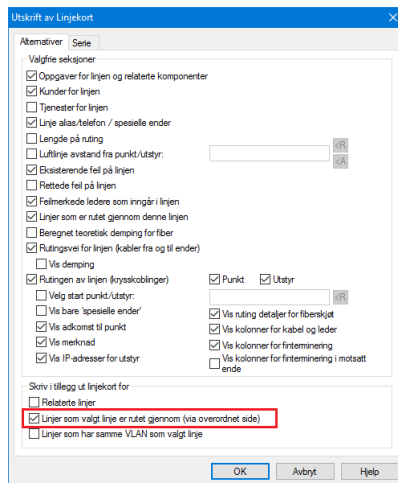 Utskrift av Linjekort
Alternativer Serie
Valgfrie seksjoner
Oppgaver for linjen og relaterte komponenter
Kunder for linjen
Tjenester for linjen
Linje alias/telefon / spesielle ender
Lengde på ruting
Luftlinje avstand fra punkt/utstyr:
<R
<A
Eksisterende feil på linjen
Rettede feil på linjen
Feilmerkede ledere som inngår i linjen
Linjer som er rutet gjennom denne linjen
Beregnet teoretisk demping for fiber
Rutingsvei for linjen (kabler fra og til ender)
Vis demping
Rutingen av linjen (krysskoblinger) Punkt Utstyr
Velg start punkt/utstyr: <R
Vis bare 'spesielle ender' Vis ruting detaljer for fiberskjøt
Vis adkomst til punkt Vis kolonner for kabel og leder
Vis merknad Vis kolonner for finterminering
Vis IP-adresser for utstyr Vis kolonner for finterminering i motsatt
ende
Skriv i tillegg ut linjekort for
Relaterte linjer
Linjer som valgt linje er rutet gjennom (via overordnet side)
Linjer som har samme VLAN som valgt linje
OK Avbryt Hjelp